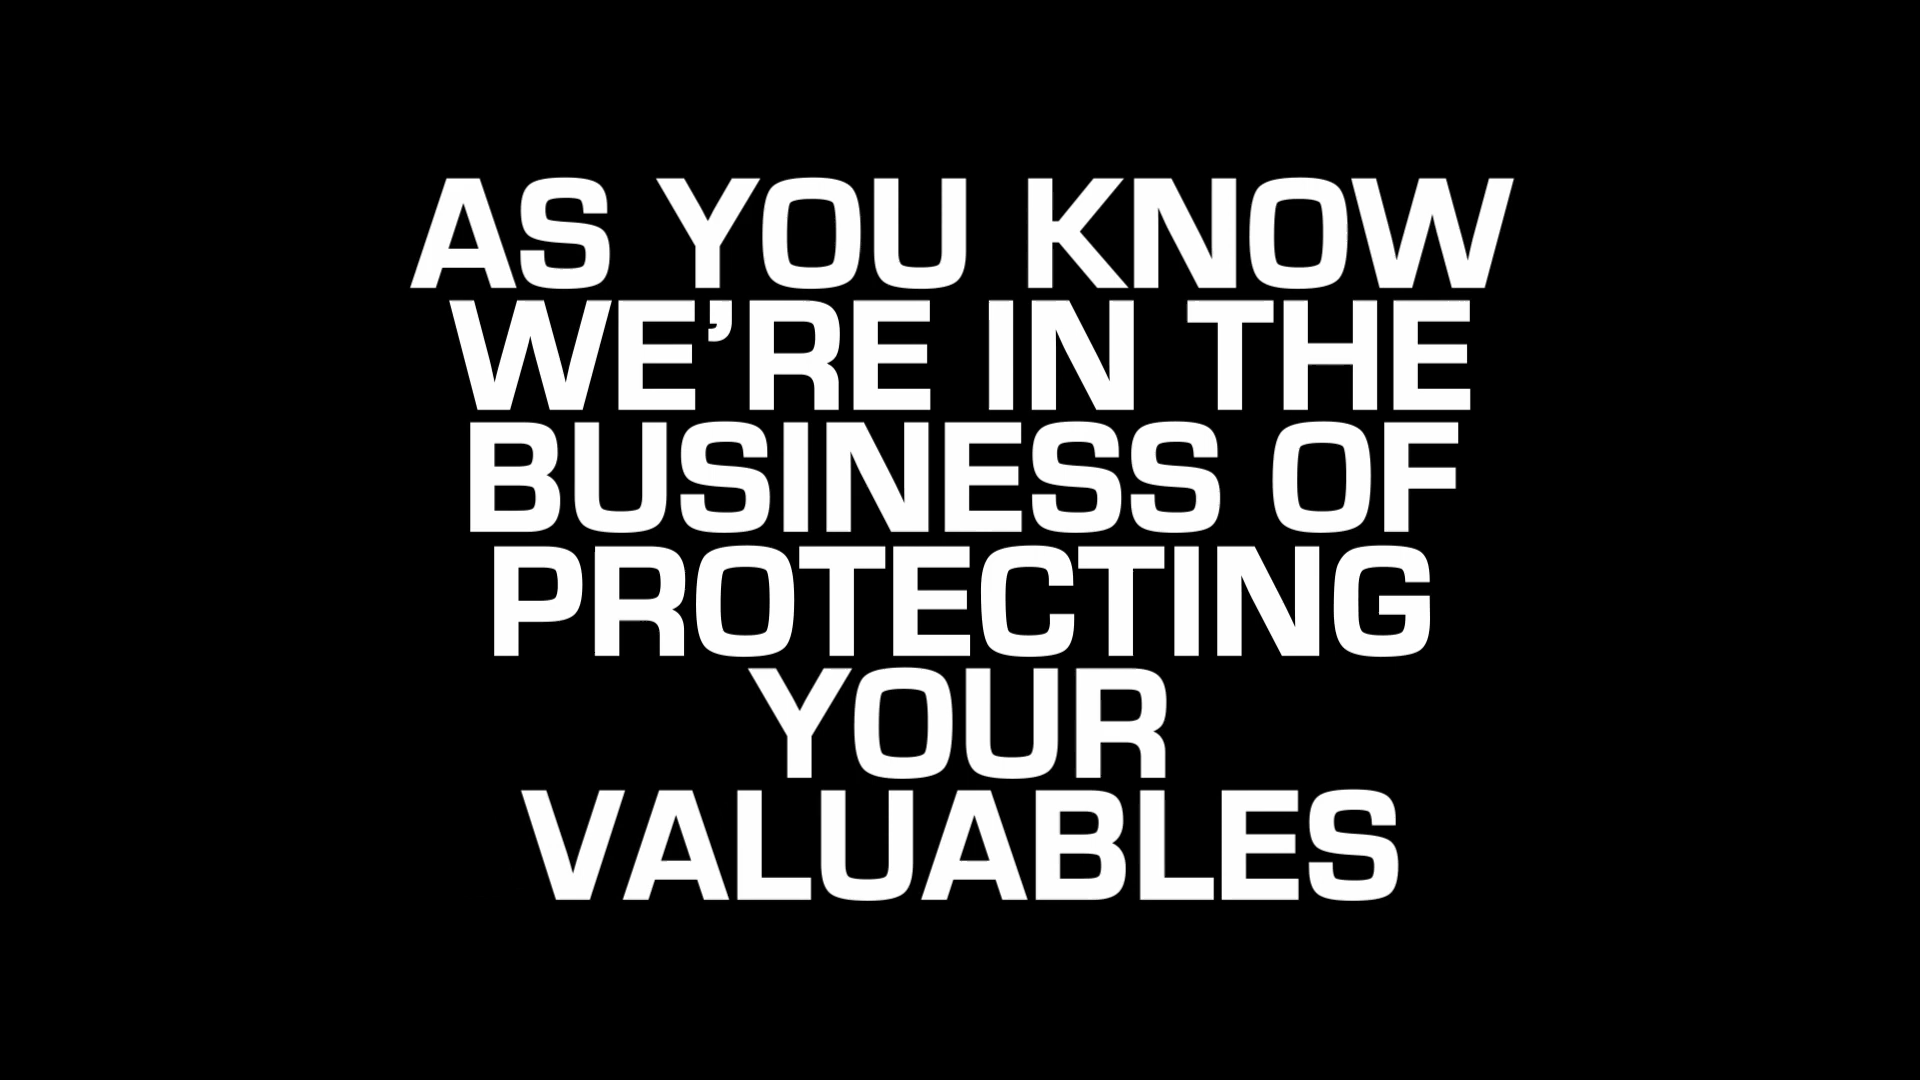 AS YOU KNOW
WE’RE IN THE
BUSINESS OF
PROTECTING
YOUR
VALUABLES